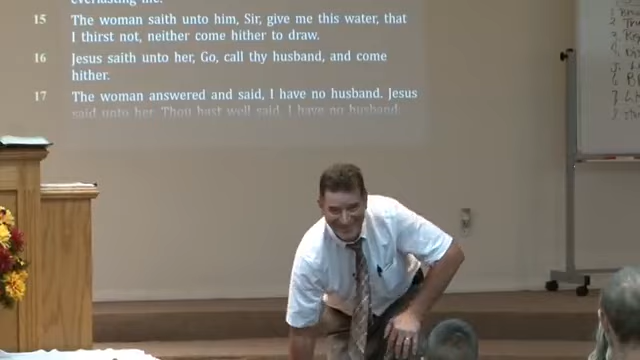 everlasting life.
15 The woman saith unto him, Sir, give me this water, that
I thirst not, neither come hither to draw.
16 Jesus saith unto her, Go, call thy husband, and come
hither.
17 The woman answered and said, I have no husband. Jesus
said unto her, Thou hast well said, I have no husband: